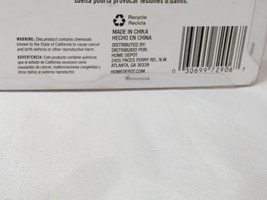 suelta podría provocar lesiones o daños.
Recycle
Recicla
MADE IN CHINA
HECHO EN CHINA
DISTRIBUTED BY:
DISTRIBUIDO POR:
HOME DEPOT
2455 PACES FERRY RD., N.W.
ATLANTA, GA 30339
HOMEDEPOT.COM
WARNING: This product contains chemicals
known to the State of California to cause cancer
and birth defects or other reproductive harm.
ADVERTENCIA: Este producto contiene químicos
que el estado de California reconoce como
causantes de cáncer, malformaciones congénitas y
otros daños al sistema reproductor.
0 30699 72906 7